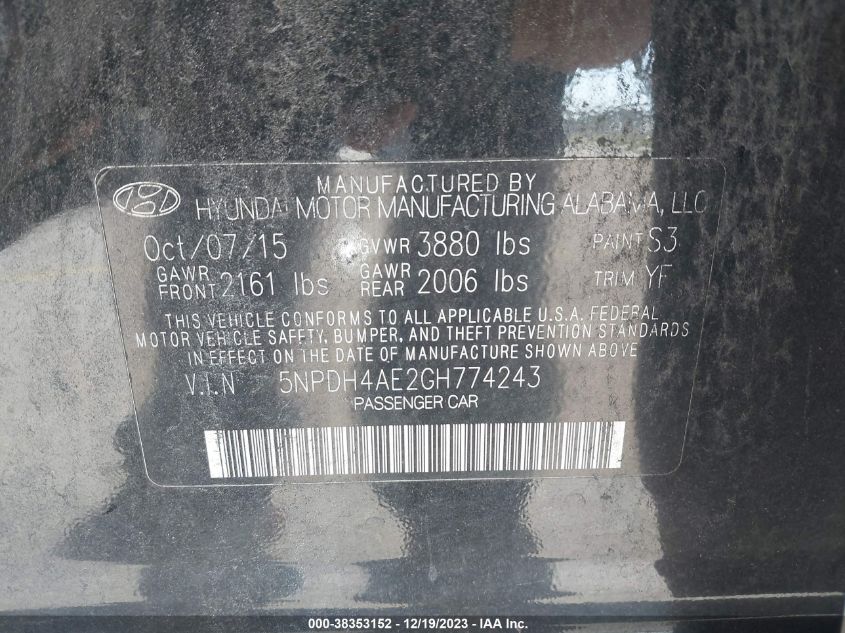 MANUFACTURED BY
HYUNDAI MOTOR MANUFACTURING ALABAMA, LLC
Oct/07/15 GVWR 3880 lbs PAINT S3
GAWR FRONT 2161 lbs GAWR REAR 2006 lbs TRIM YF
THIS VEHICLE CONFORMS TO ALL APPLICABLE U.S.A. FEDERAL
MOTOR VEHICLE SAFETY, BUMPER, AND THEFT PREVENTION STANDARDS
IN EFFECT ON THE DATE OF MANUFACTURE SHOWN ABOVE
V.I.N 5NPDH4AE2GH774243
PASSENGER CAR
000-38353152 - 12/19/2023 - IAA Inc.